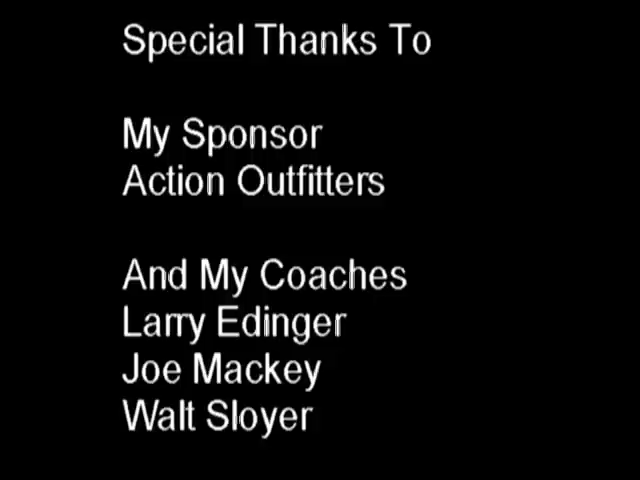 Special Thanks To
My Sponsor
Action Outfitters
And My Coaches
Larry Edinger
Joe Mackey
Walt Sloyer